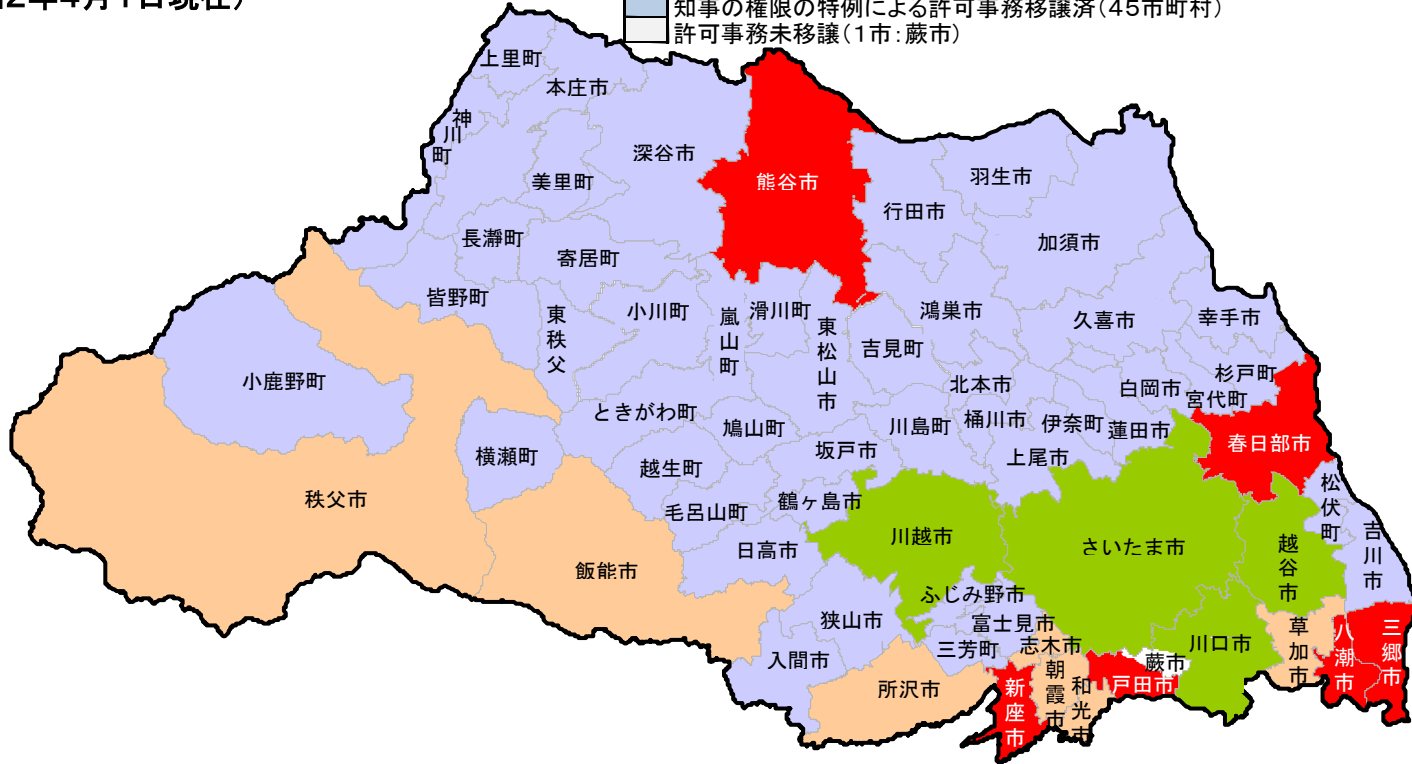 2年4月1日現在）
知事の権限の特例による許可事務移譲済（45市町村）
許可事務未移譲（1市：蕨市）
上里町
本庄市
神川町
深谷市
美里町
熊谷市
羽生市
行田市
長瀞町
加須市
寄居町
皆野町
東秩父
小川町
嵐山町
滑川町
東松山市
鴻巣市
吉見町
久喜市
幸手市
小鹿野町
北本市
杉戸町
白岡市
宮代町
ときがわ町
鳩山町
川島町
桶川市
伊奈町
蓮田市
春日部市
横瀬町
越生町
坂戸市
上尾市
秩父市
毛呂山町
鶴ヶ島市
松伏町
吉川市
日高市
川越市
さいたま市
越谷市
飯能市
ふじみ野市
狭山市
富士見市
三芳町
志木市
入間市
川口市
草加市
八潮市
三郷市
蕨市
所沢市
新座市
朝霞市
和光市
戸田市